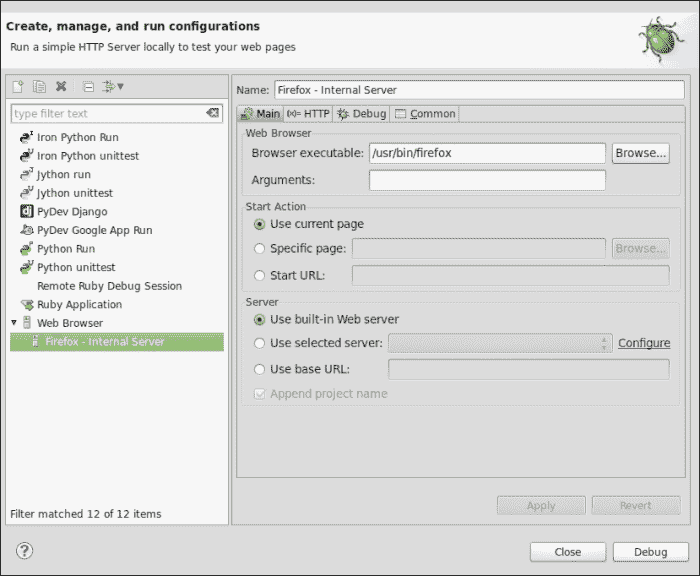 Create, manage, and run configurations
Run a simple HTTP Server locally to test your web pages
type filter text
Iron Python Run
Iron Python unittest
Jython run
Jython unittest
PyDev Django
PyDev Google App Run
Python Run
Python unittest
Remote Ruby Debug Session
Ruby Application
Web Browser
Firefox - Internal Server
Filter matched 12 of 12 items
Name: Firefox - Internal Server
Main HTTP Debug Common
Web Browser
Browser executable: /usr/bin/firefox Browse...
Arguments:
Start Action
Use current page
Specific page: Browse...
Start URL:
Server
Use built-in Web server
Use selected server: Configure
Use base URL:
Append project name
Apply Revert
? Close Debug